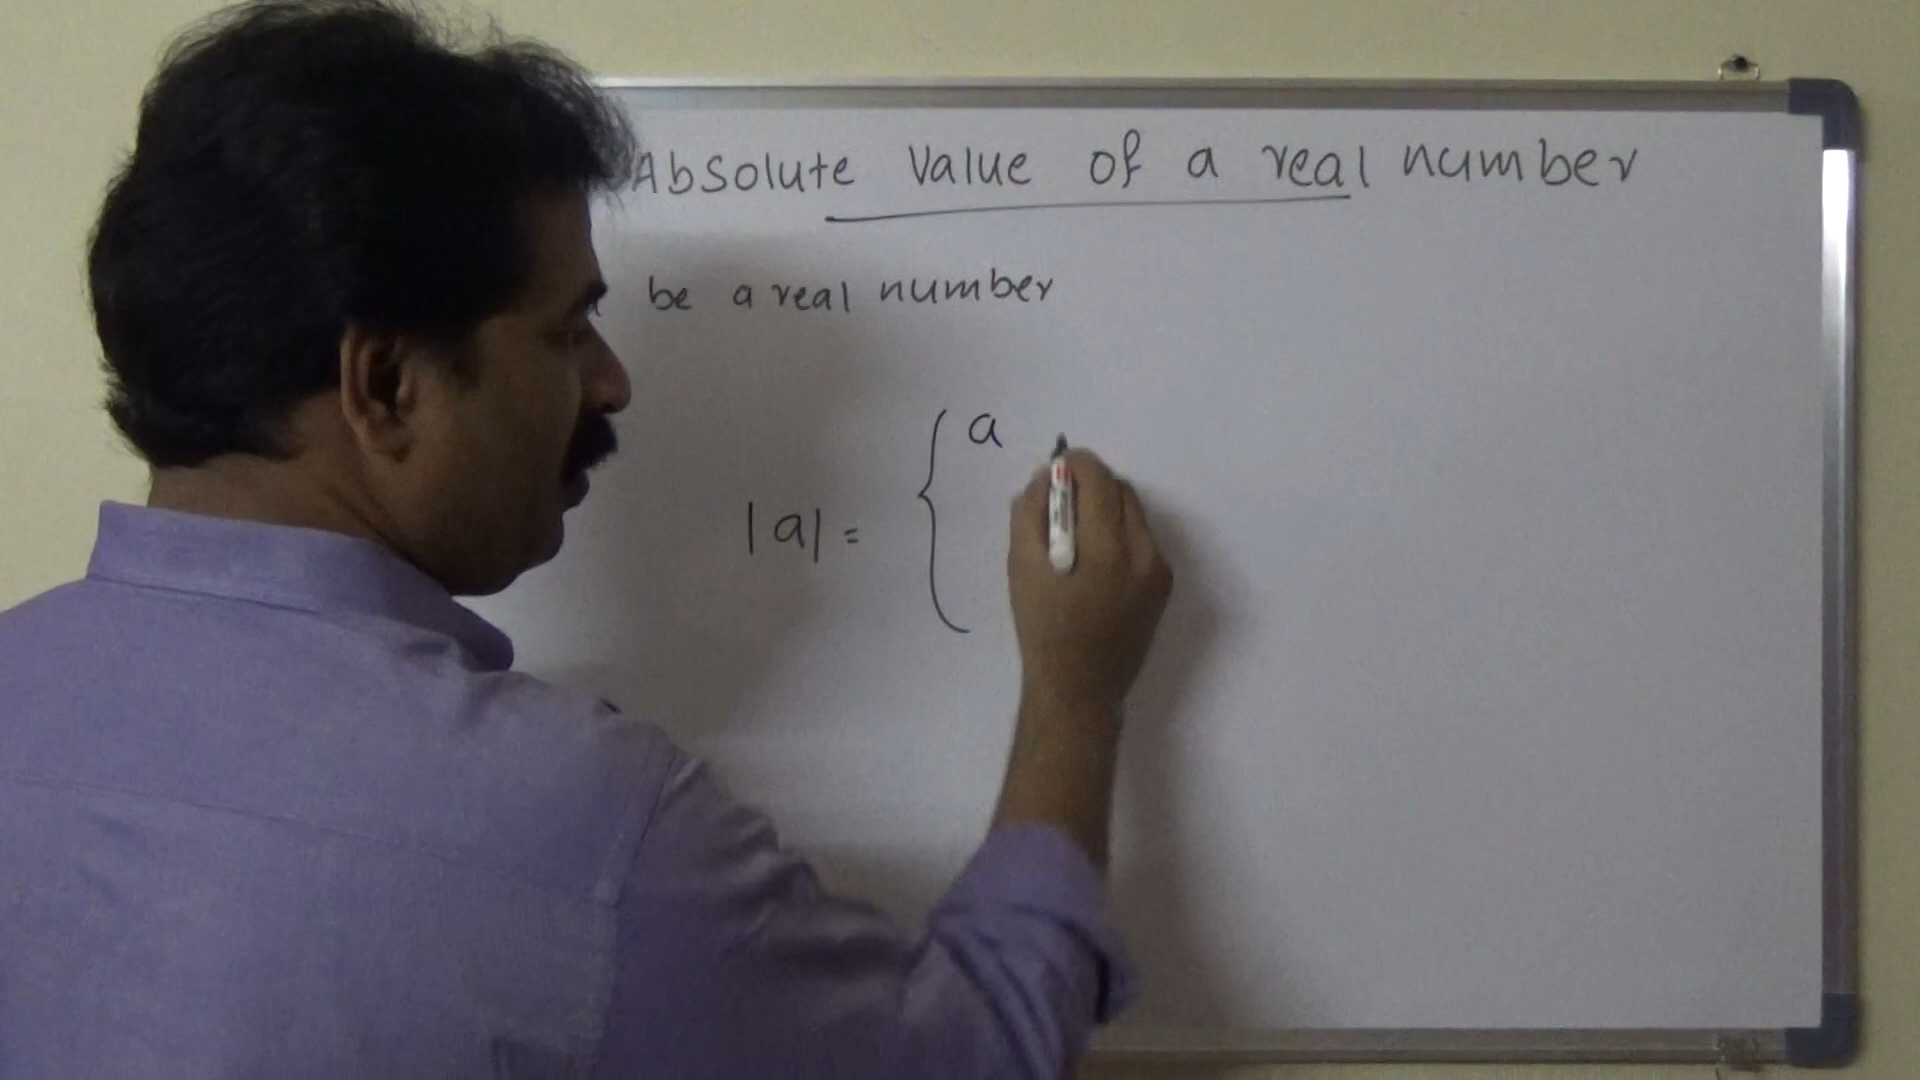 Absolute value of a real number
be a real number
a
|a| = {